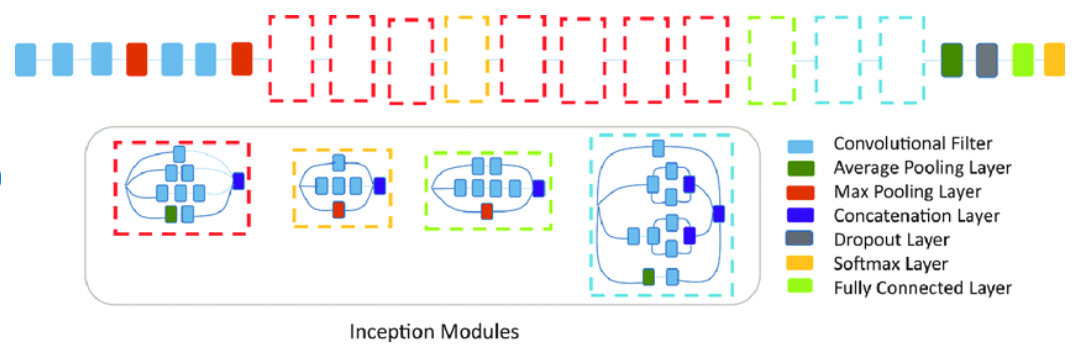 Convolutional Filter
Average Pooling Layer
Max Pooling Layer
Concatenation Layer
Dropout Layer
Softmax Layer
Fully Connected Layer
Inception Modules